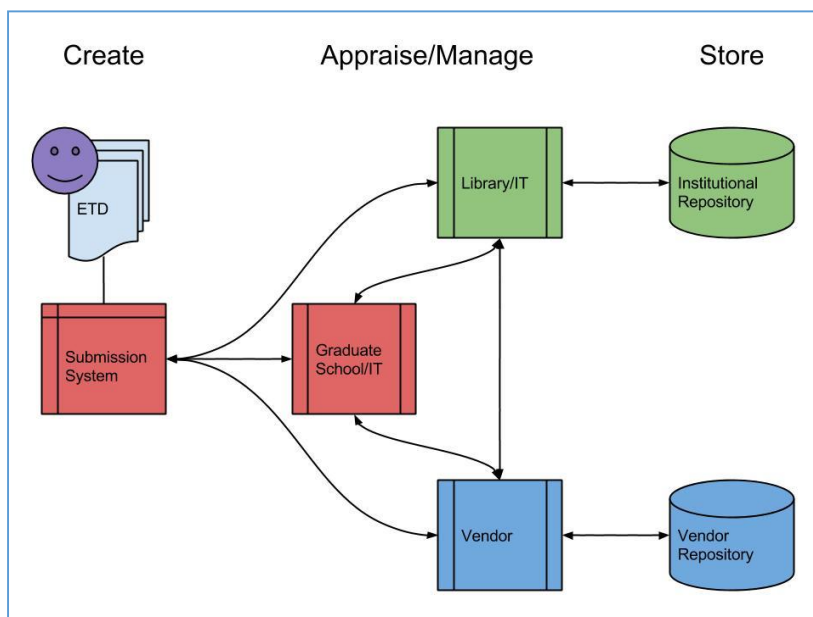 Create
Appraise/Manage
Store
ETD
Library/IT
Institutional
Repository
Submission
System
Graduate
School/IT
Vendor
Vendor
Repository